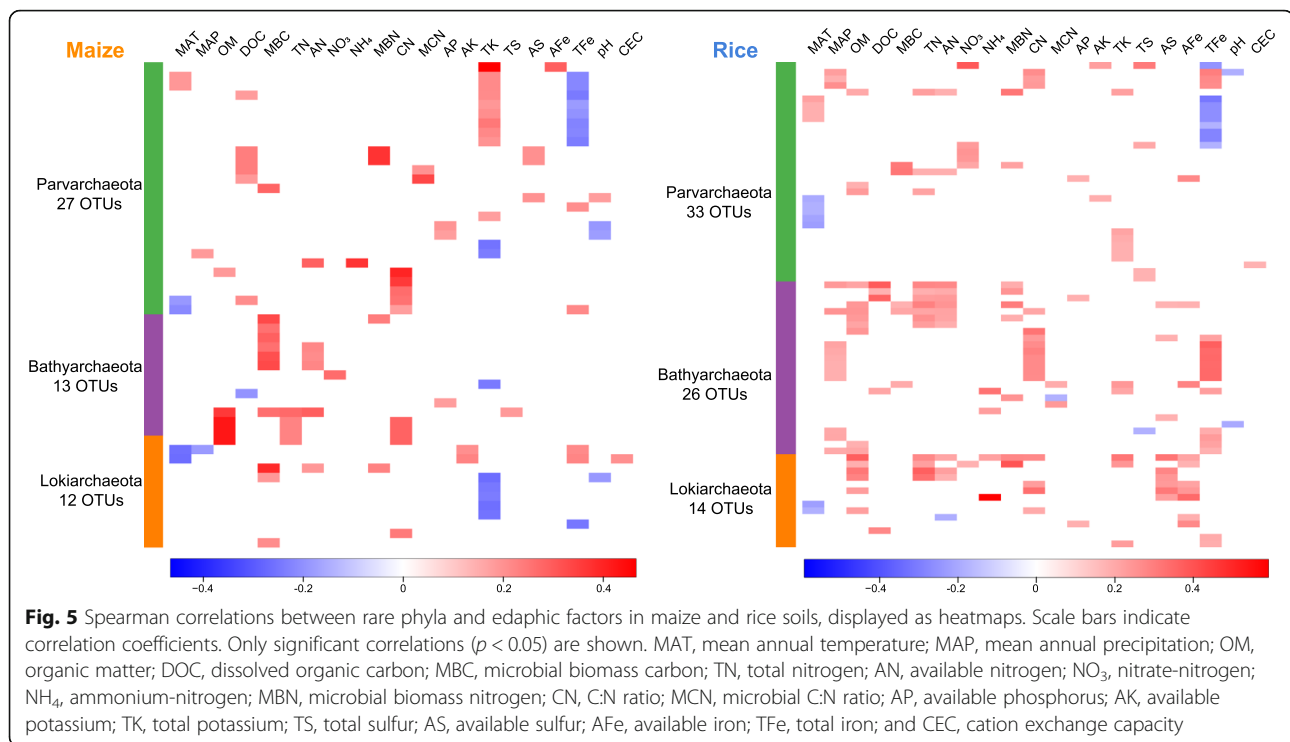 Maize
MAT MAP OM DOC MBC TN AN NO₃ NH₄ MBN CN MCN AP AK TK TS AS AFe TFe pH CEC
Parvarchaeota
27 OTUs
Bathyarchaeota
13 OTUs
Lokiarchaeota
12 OTUs
−0.4 −0.2 0 0.2 0.4
Rice
MAT MAP OM DOC MBC TN AN NO₃ NH₄ MBN CN MCN AP AK TK TS AS AFe TFe pH CEC
Parvarchaeota
33 OTUs
Bathyarchaeota
26 OTUs
Lokiarchaeota
14 OTUs
−0.4 −0.2 0 0.2 0.4
Fig. 5 Spearman correlations between rare phyla and edaphic factors in maize and rice soils, displayed as heatmaps. Scale bars indicate
correlation coefficients. Only significant correlations (p < 0.05) are shown. MAT, mean annual temperature; MAP, mean annual precipitation; OM,
organic matter; DOC, dissolved organic carbon; MBC, microbial biomass carbon; TN, total nitrogen; AN, available nitrogen; NO₃, nitrate-nitrogen;
NH₄, ammonium-nitrogen; MBN, microbial biomass nitrogen; CN, C:N ratio; MCN, microbial C:N ratio; AP, available phosphorus; AK, available
potassium; TK, total potassium; TS, total sulfur; AS, available sulfur; AFe, available iron; TFe, total iron; and CEC, cation exchange capacity